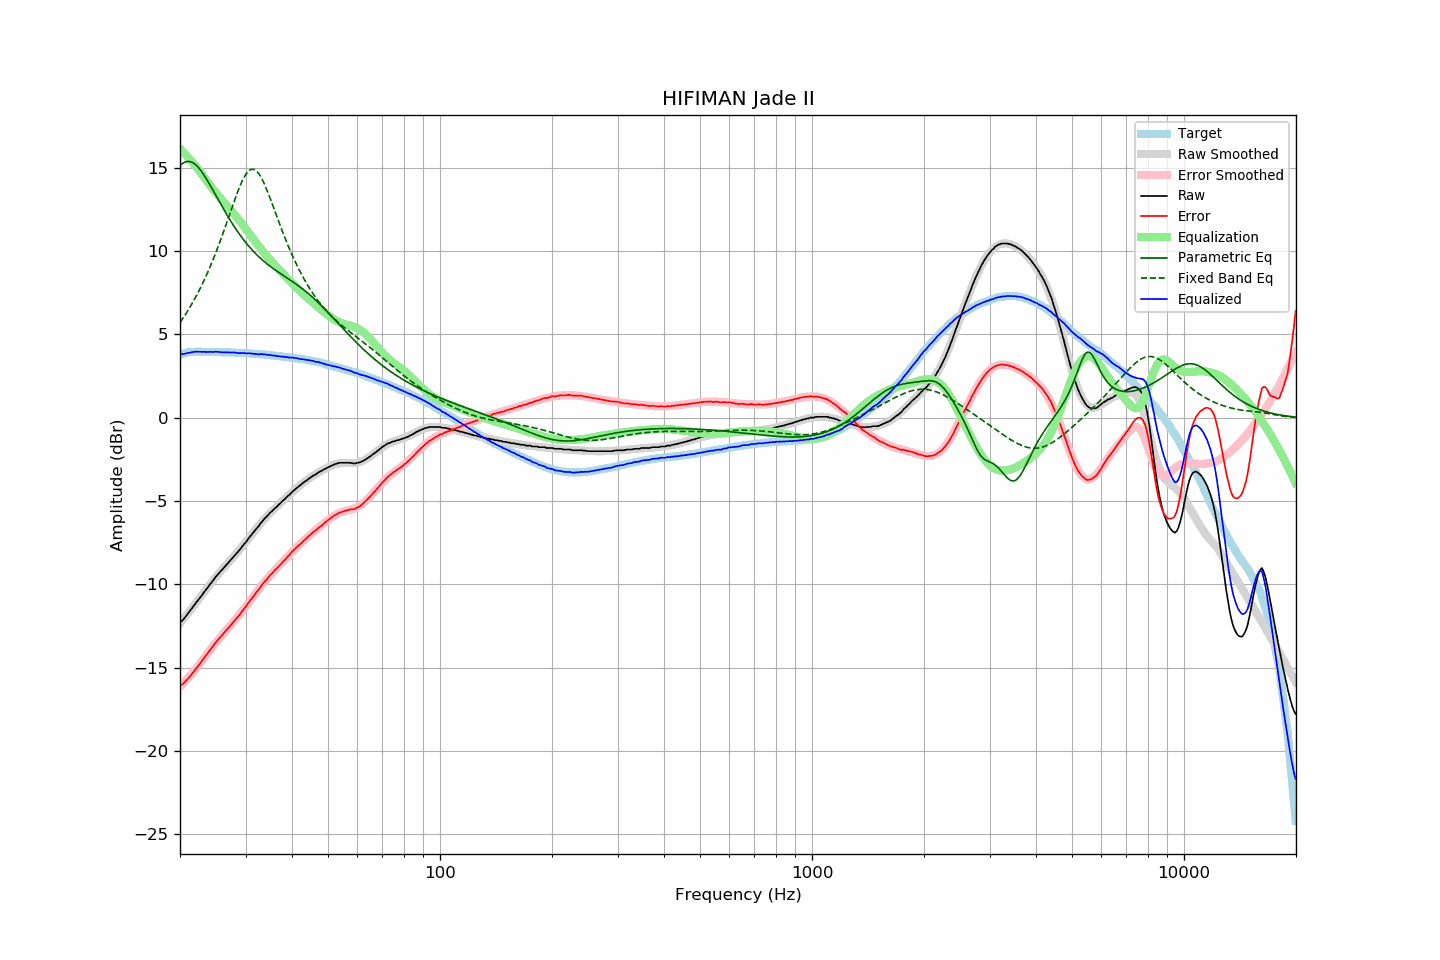 HIFIMAN Jade II
Target
Raw Smoothed
Error Smoothed
Raw
Error
Equalization
Parametric Eq
Fixed Band Eq
Equalized
Amplitude (dBr)
15
10
5
0
−5
−10
−15
−20
−25
100
1000
10000
Frequency (Hz)